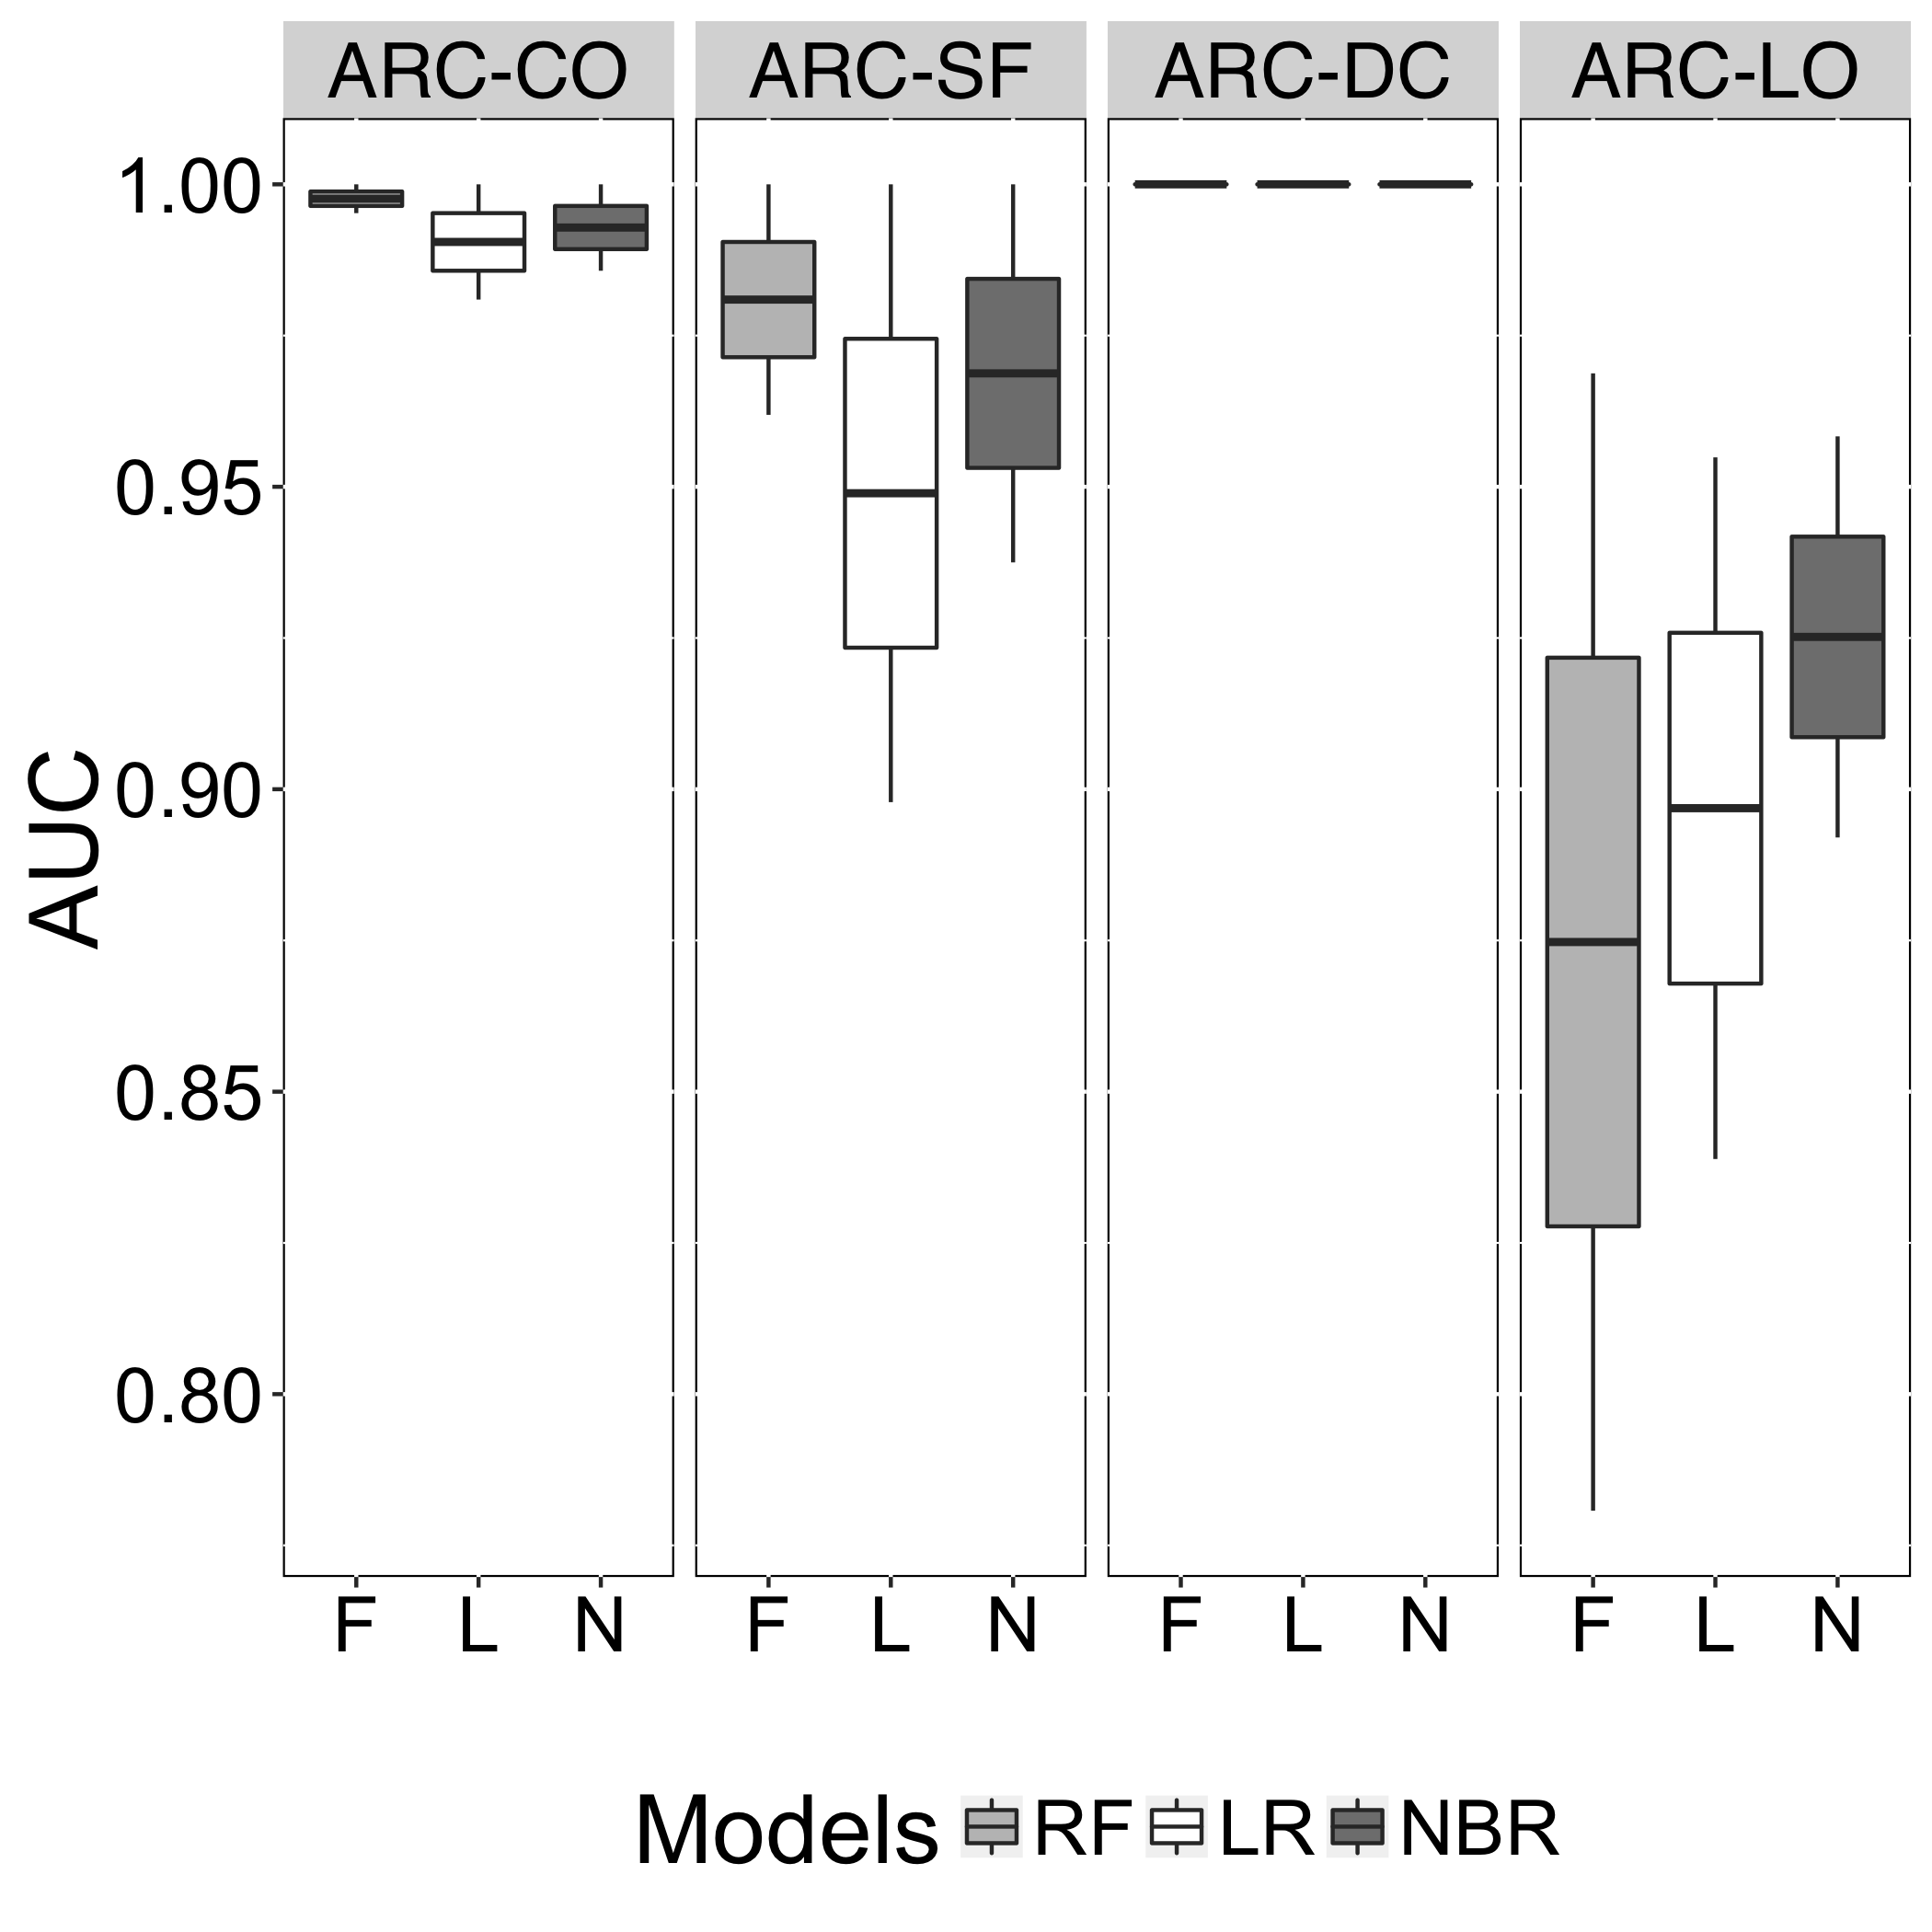 ARC-CO ARC-SF ARC-DC ARC-LO
1.00
0.95
0.90
0.85
0.80
AUC
F L N F L N F L N F L N
Models RF LR NBR